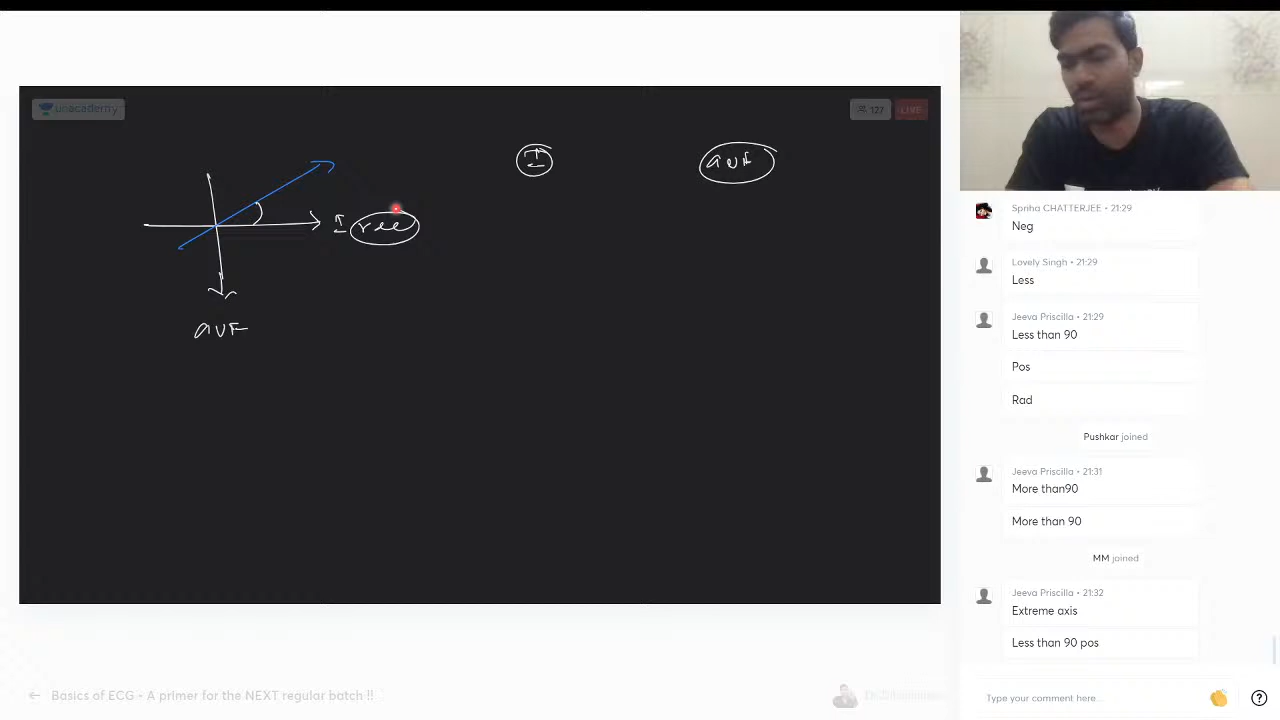 unacademy
127
LIVE
I
avF
I
avF
Spriha CHATTERJEE • 21:29
Neg
Lovely Singh • 21:29
Less
Jeeva Priscilla • 21:29
Less than 90
Pos
Rad
Pushkar joined
Jeeva Priscilla • 21:31
More than90
More than 90
MM joined
Jeeva Priscilla • 21:32
Extreme axis
Less than 90 pos
Basics of ECG • A primer for the NEXT regular batch !!
Type your comment here...